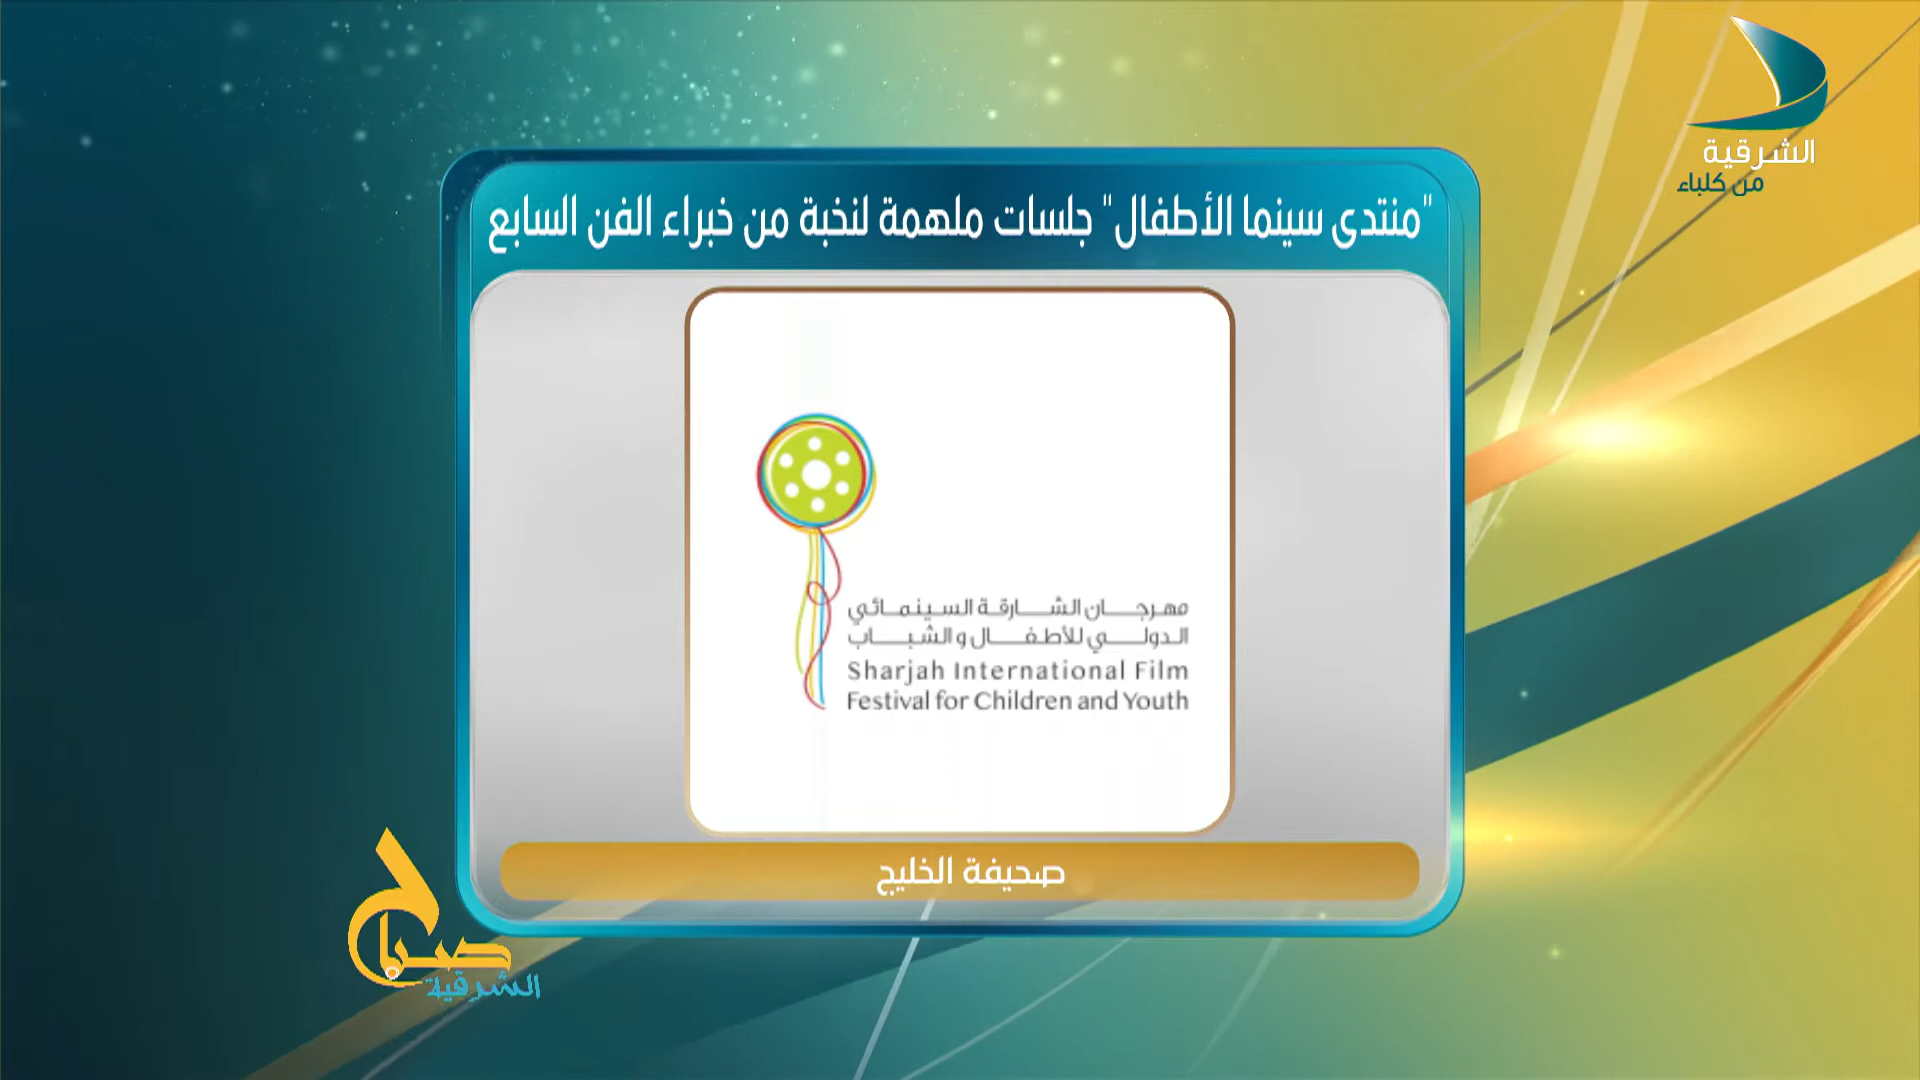 الشرقية
من كلباء
"منتدى سينما الأطفال" جلسات ملهمة لنخبة من خبراء الفن السابع
مهرجان الشارقة السينمائي
الدولي للأطفال والشباب
Sharjah International Film
Festival for Children and Youth
صحيفة الخليج
صباح
الشرقية